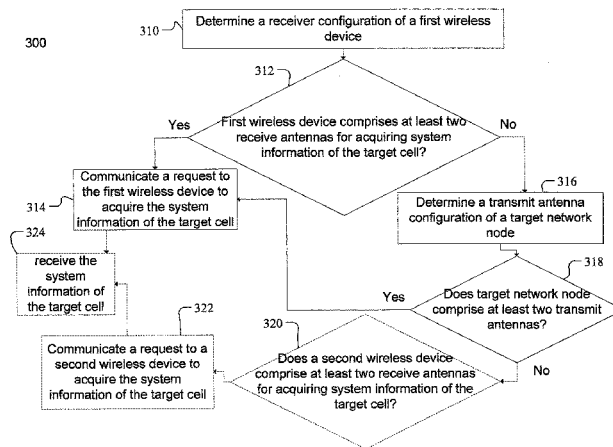 300
310
Determine a receiver configuration of a first wireless
device
312
First wireless device comprises at least two
receive antennas for acquiring system
information of the target cell?
Yes
No
314
Communicate a request to
the first wireless device to
acquire the system
information of the target cell
316
Determine a transmit antenna
configuration of a target network
node
324
receive the
system
information of
the target cell
318
Does target network node
comprise at least two transmit
antennas?
Yes
No
322
Communicate a request to a
second wireless device to
acquire the system
information of the target cell
320
Does a second wireless device
comprise at least two receive antennas
for acquiring system information of the
target cell?